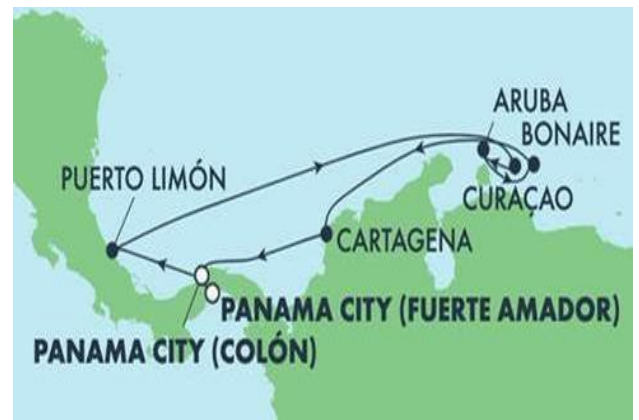 ARUBA
BONAIRE
PUERTO LIMÓN
CURAÇAO
CARTAGENA
PANAMA CITY (FUERTE AMADOR)
PANAMA CITY (COLÓN)